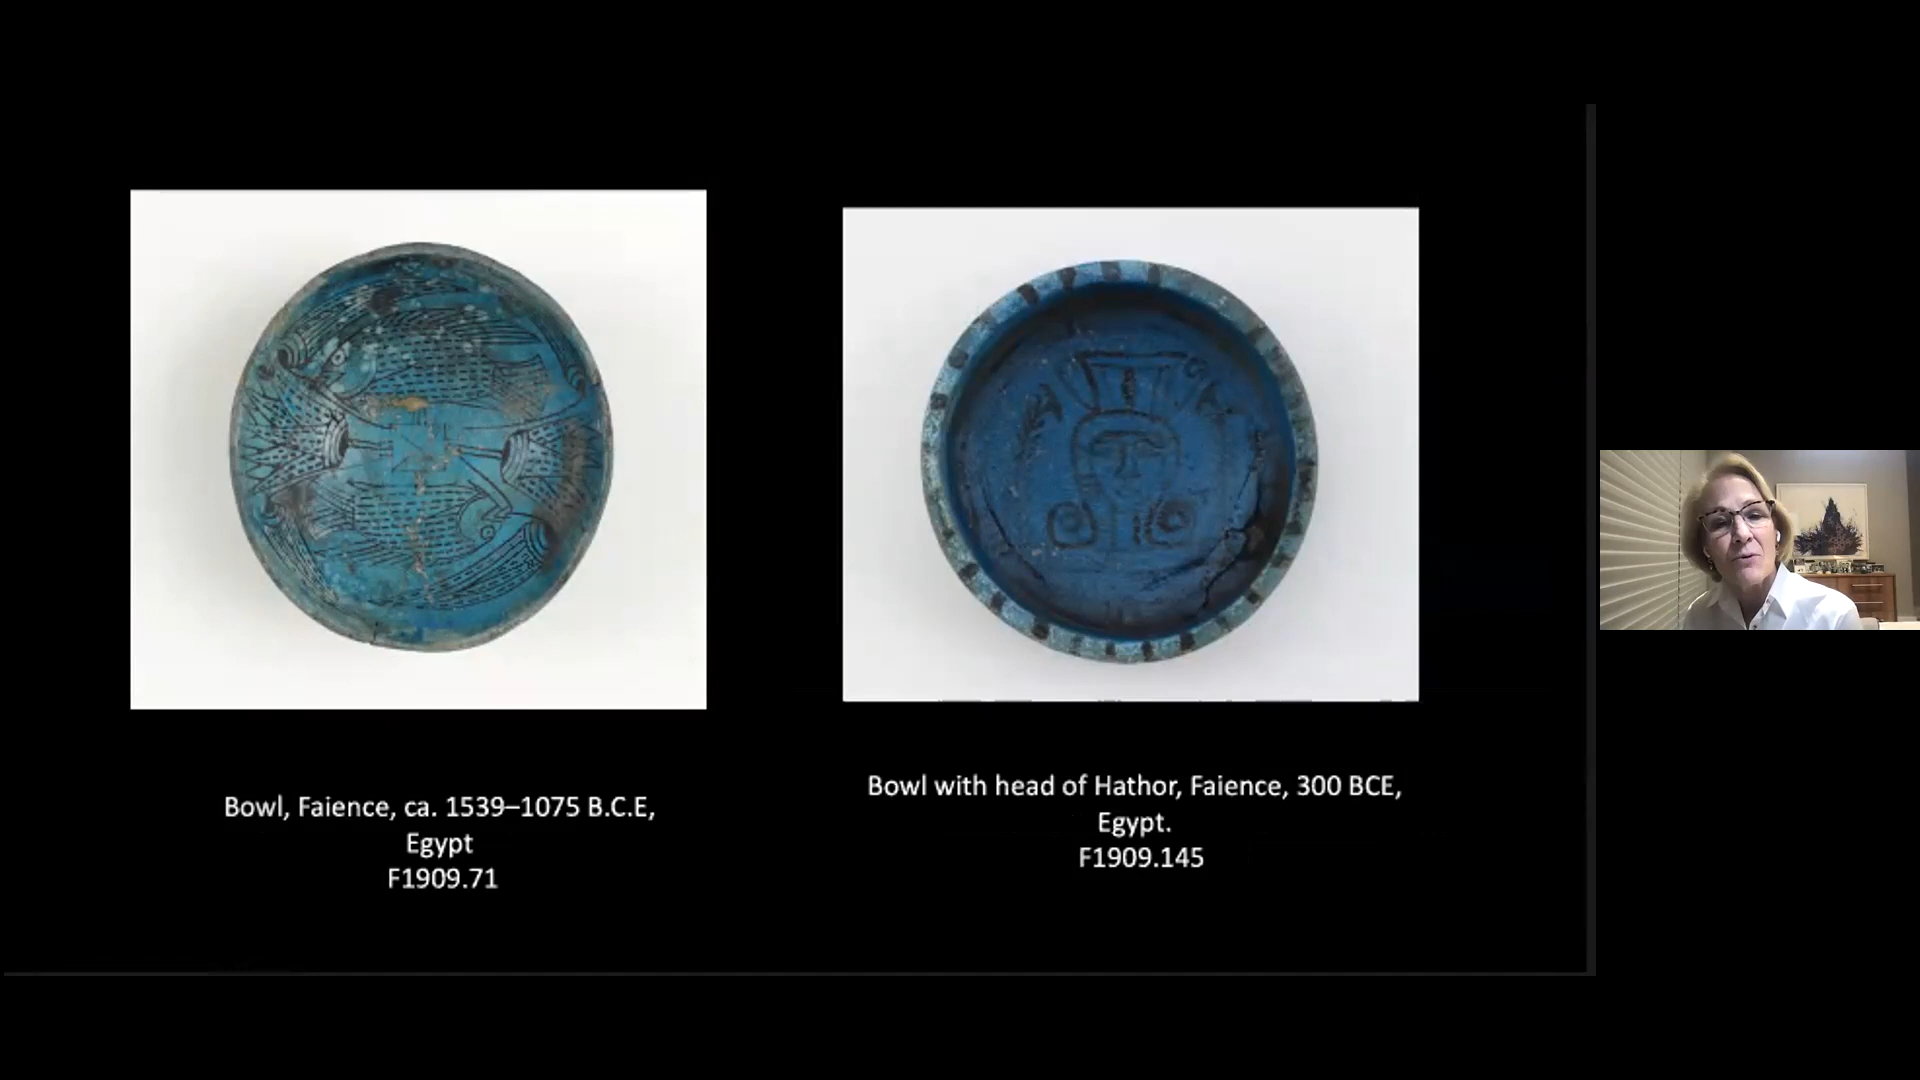 Bowl, Faience, ca. 1539–1075 B.C.E,
Egypt
F1909.71
Bowl with head of Hathor, Faience, 300 BCE,
Egypt.
F1909.145